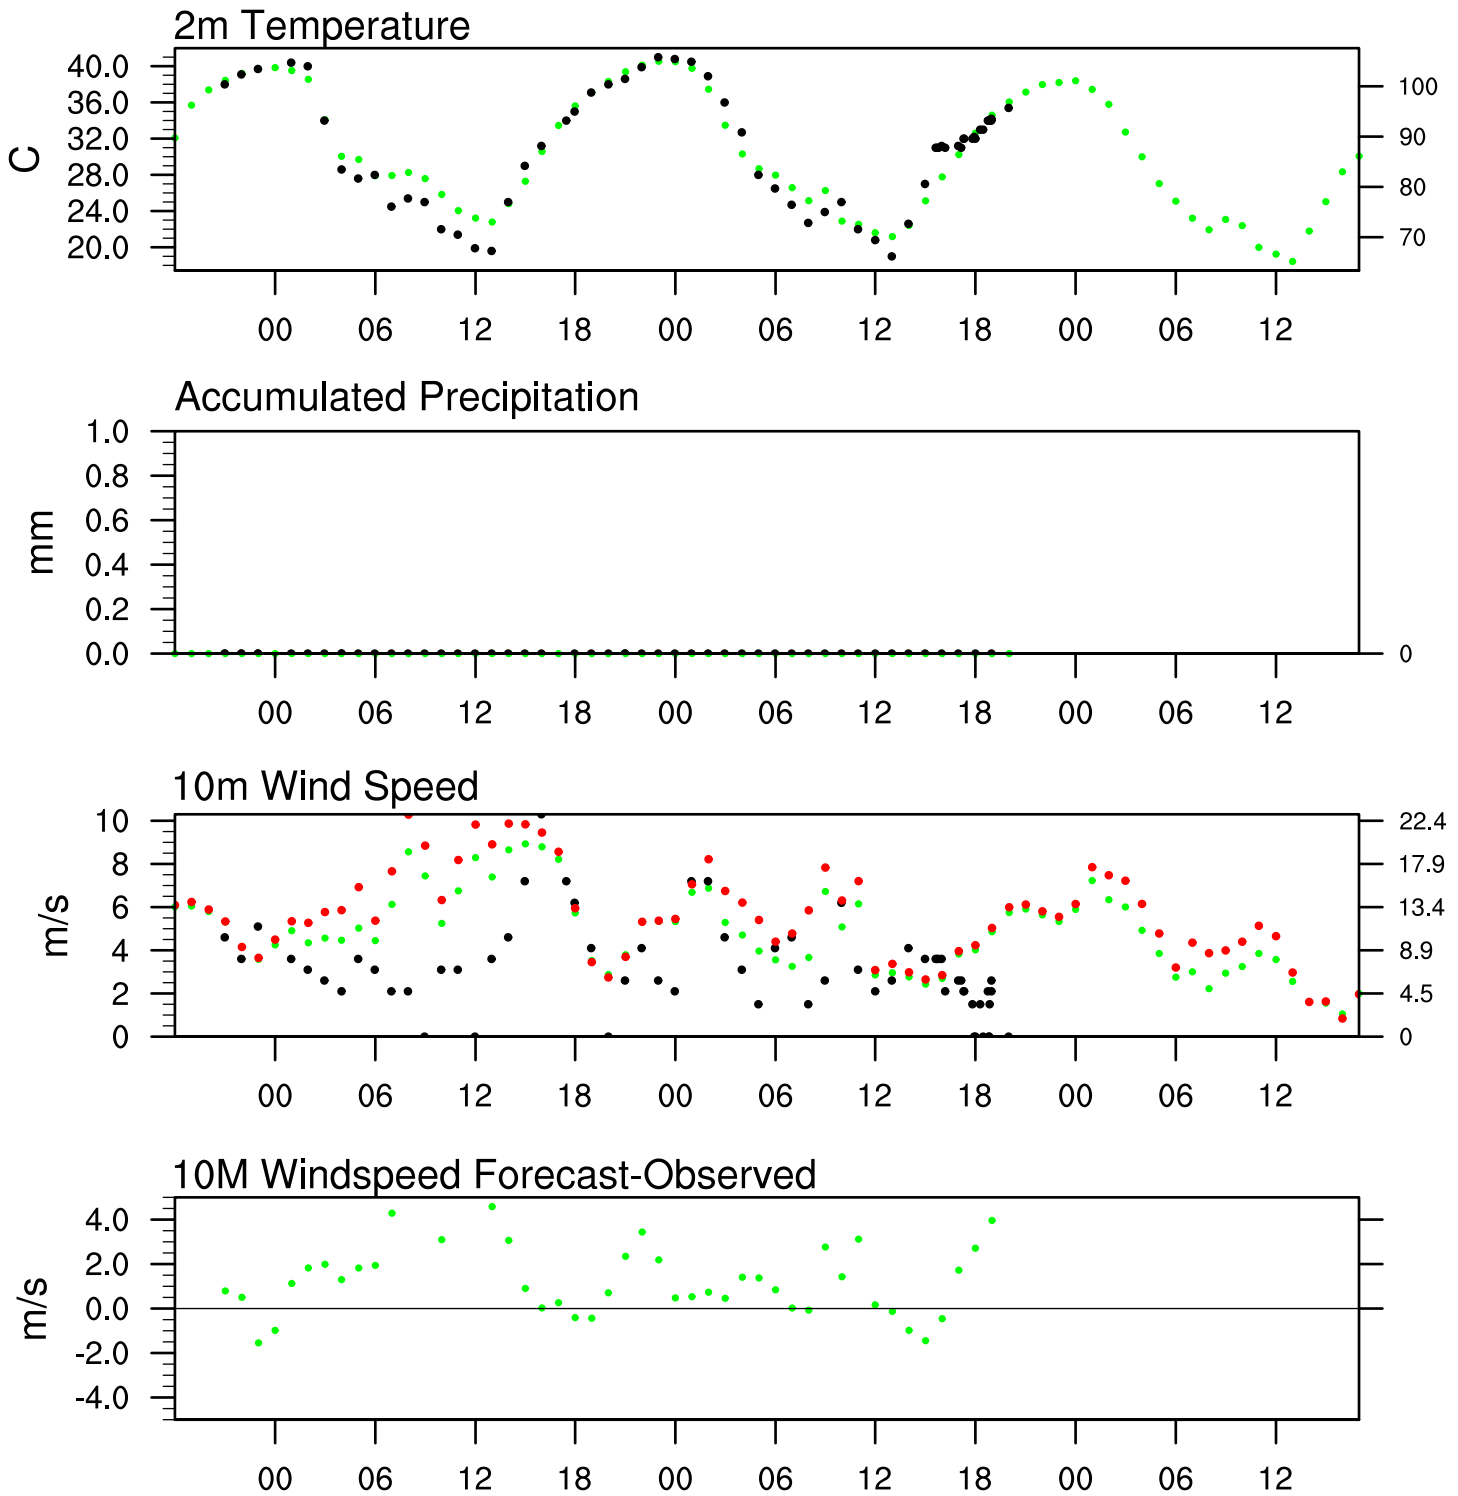 2m Temperature
40.0
36.0
32.0
28.0
24.0
20.0
C
100
90
80
70
00 06 12 18 00 06 12 18 00 06 12
Accumulated Precipitation
1.0
0.8
0.6
0.4
0.2
0.0
mm
0
00 06 12 18 00 06 12 18 00 06 12
10m Wind Speed
10
8
6
4
2
0
m/s
22.4
17.9
13.4
8.9
4.5
0
00 06 12 18 00 06 12 18 00 06 12
10M Windspeed Forecast-Observed
4.0
2.0
0.0
-2.0
-4.0
m/s
00 06 12 18 00 06 12 18 00 06 12